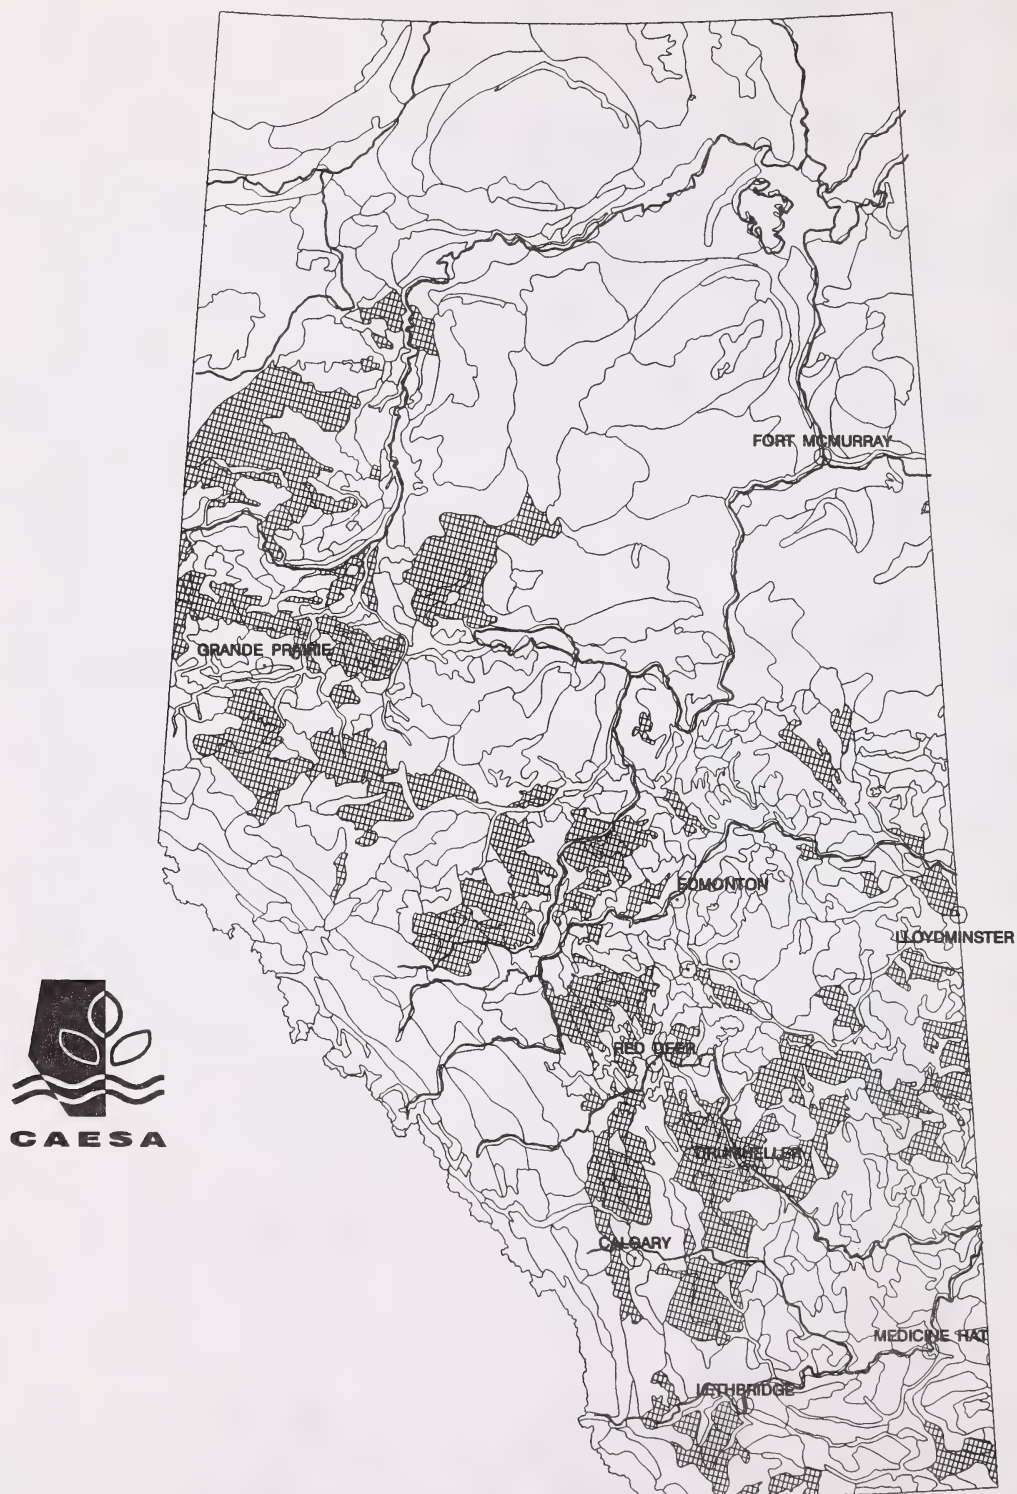 FORT MCMURRAY
GRANDE PRAIRIE
EDMONTON
LLOYDMINSTER
RED DEER
DRUMHELLER
CALGARY
MEDICINE HAT
LETHBRIDGE
CAESA